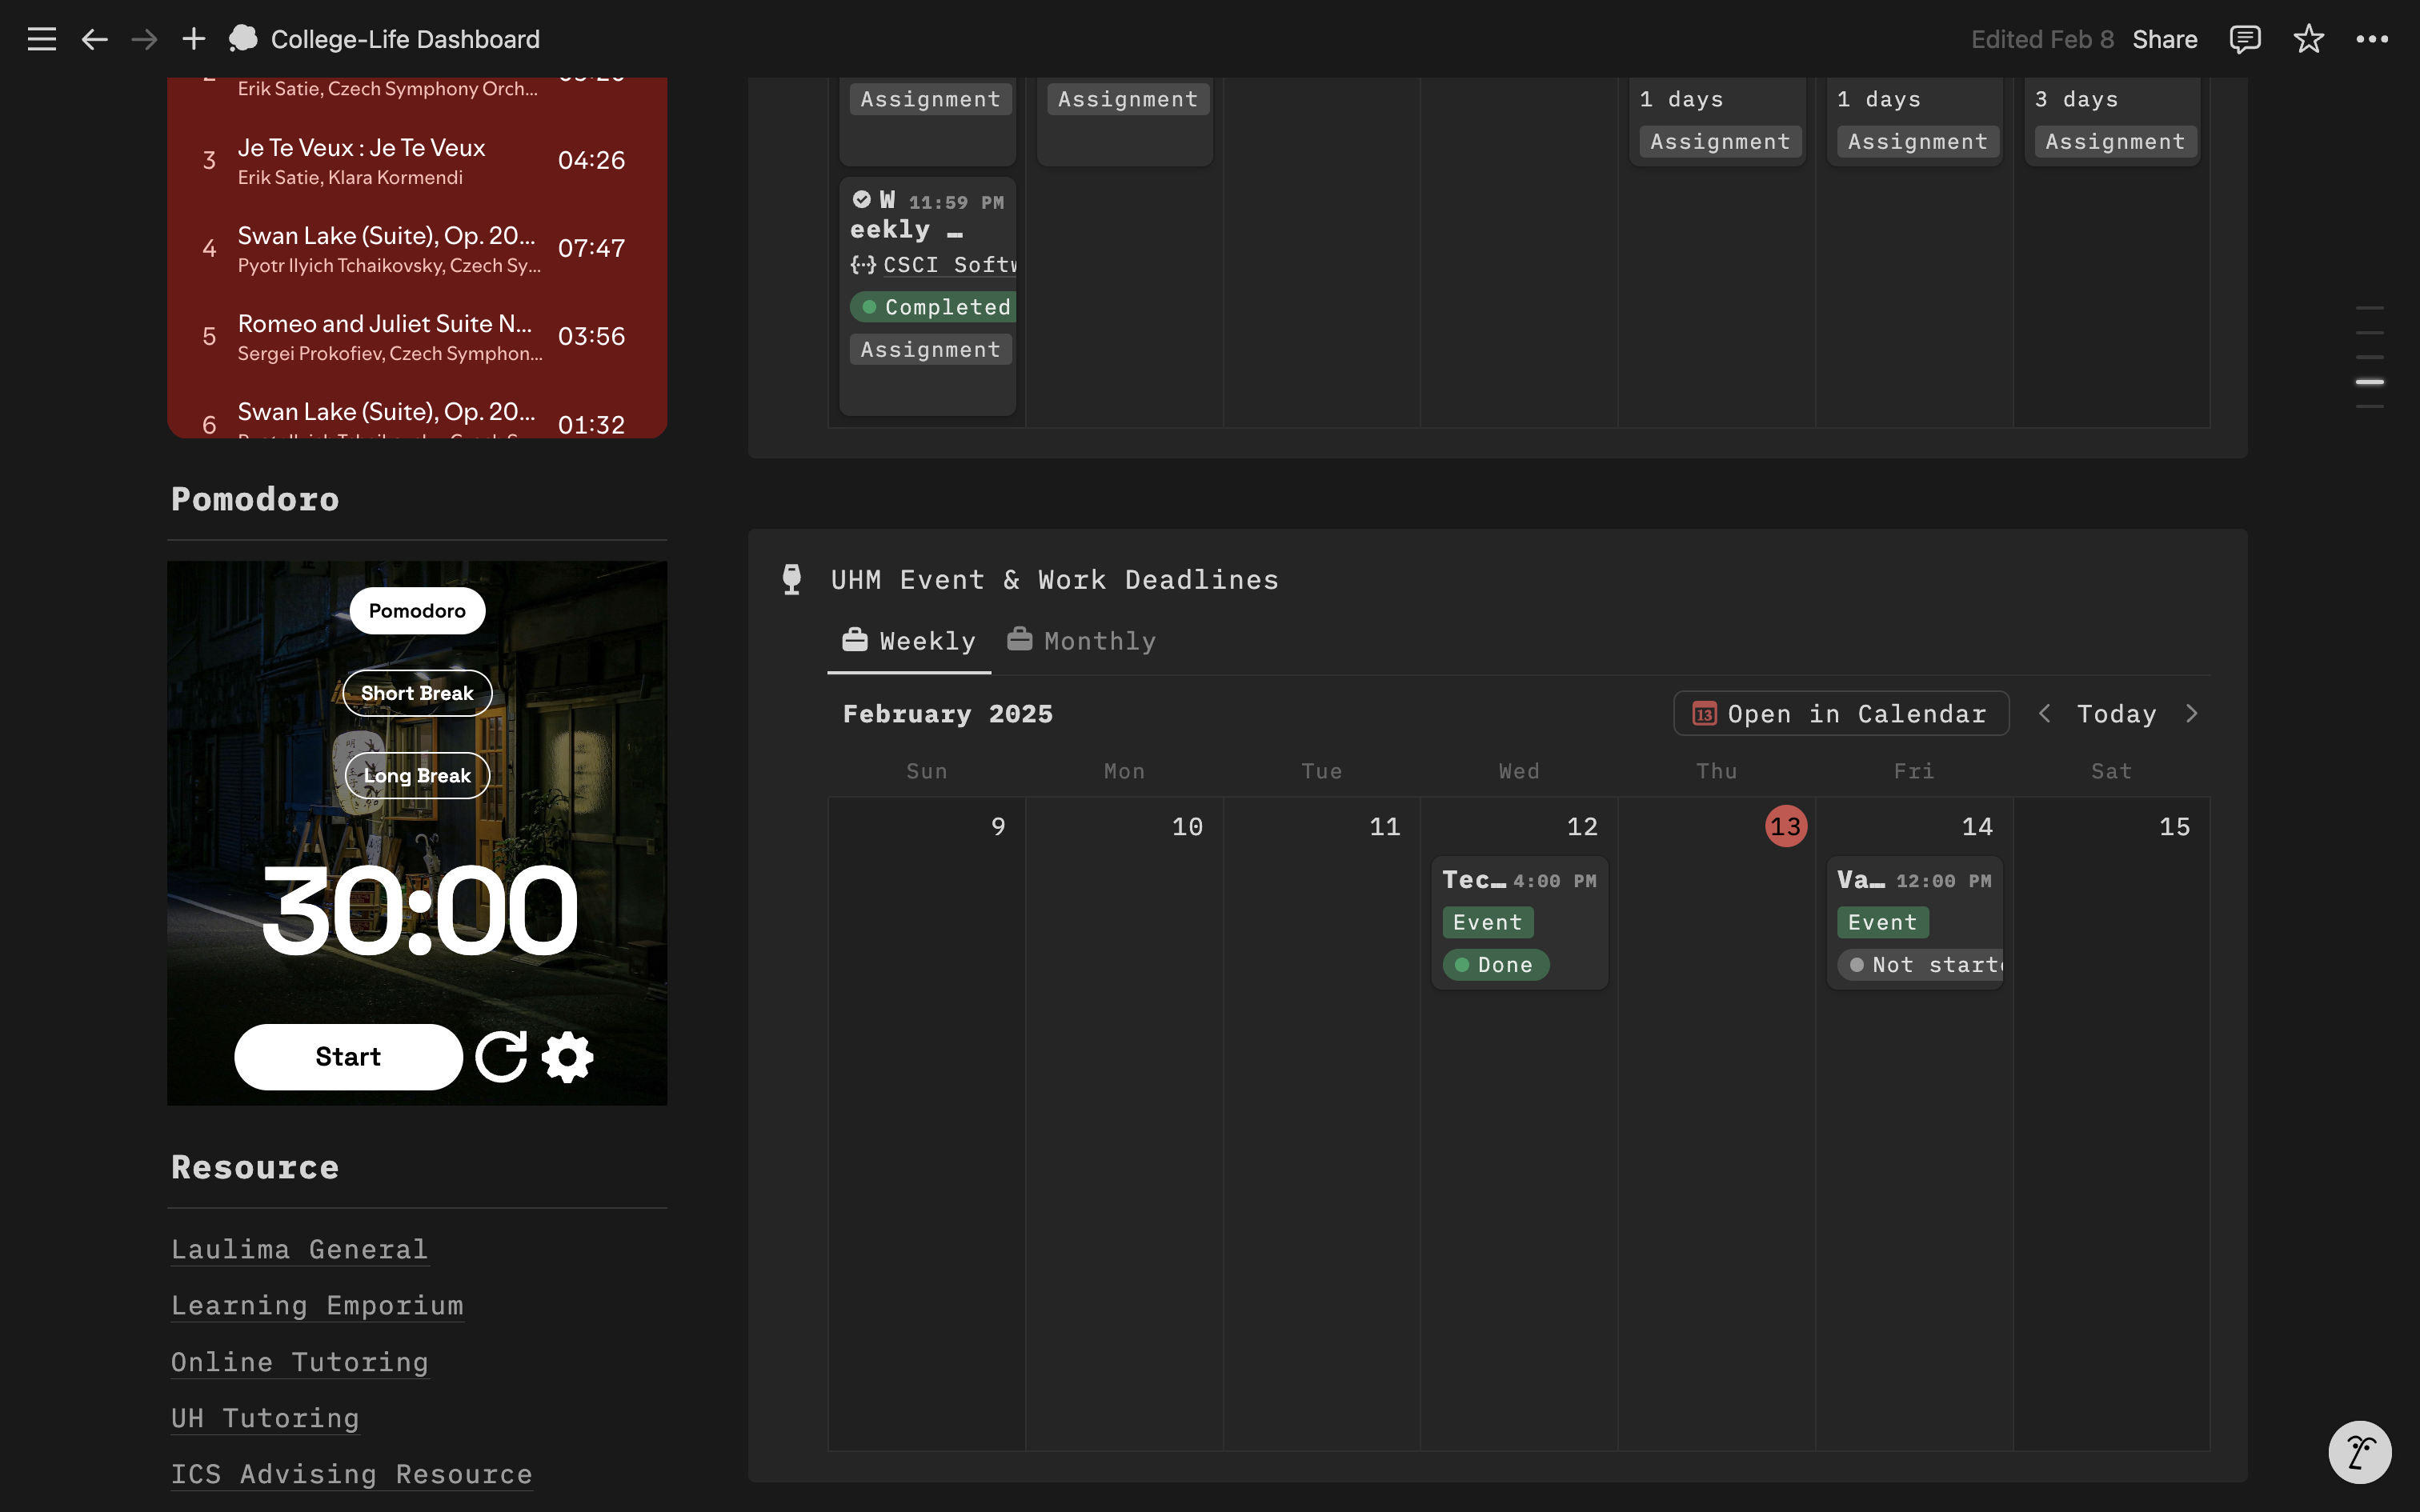 College-Life Dashboard
Edited Feb 8 Share
Erik Satie, Czech Symphony Orch...
3 Je Te Veux : Je Te Veux 04:26
Erik Satie, Klara Kormendi
4 Swan Lake (Suite), Op. 20... 07:47
Pyotr Ilyich Tchaikovsky, Czech Sy...
5 Romeo and Juliet Suite N... 03:56
Sergei Prokofiev, Czech Symphon...
6 Swan Lake (Suite), Op. 20... 01:32
Pomodoro
Pomodoro
Short Break
Long Break
30:00
Start
Resource
Laulima General
Learning Emporium
Online Tutoring
UH Tutoring
ICS Advising Resource
Assignment Assignment 1 days 1 days 3 days
Assignment Assignment Assignment
W 11:59 PM
eekly …
CSCI Softw
Completed
Assignment
UHM Event & Work Deadlines
Weekly Monthly
February 2025
13 Open in Calendar Today
Sun Mon Tue Wed Thu Fri Sat
9 10 11 12 13 14 15
Tec… 4:00 PM Va… 12:00 PM
Event Event
Done Not starte